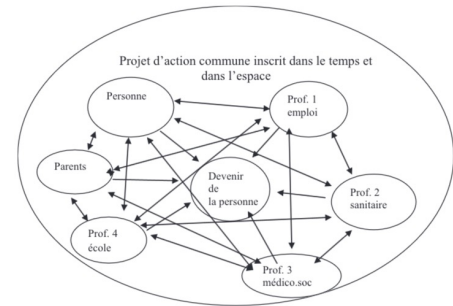 Projet d’action commune inscrit dans le temps et
dans l’espace
Personne
Prof. 1
emploi
Parents
Devenir
de
la personne
Prof. 2
sanitaire
Prof. 4
école
Prof. 3
médico.soc